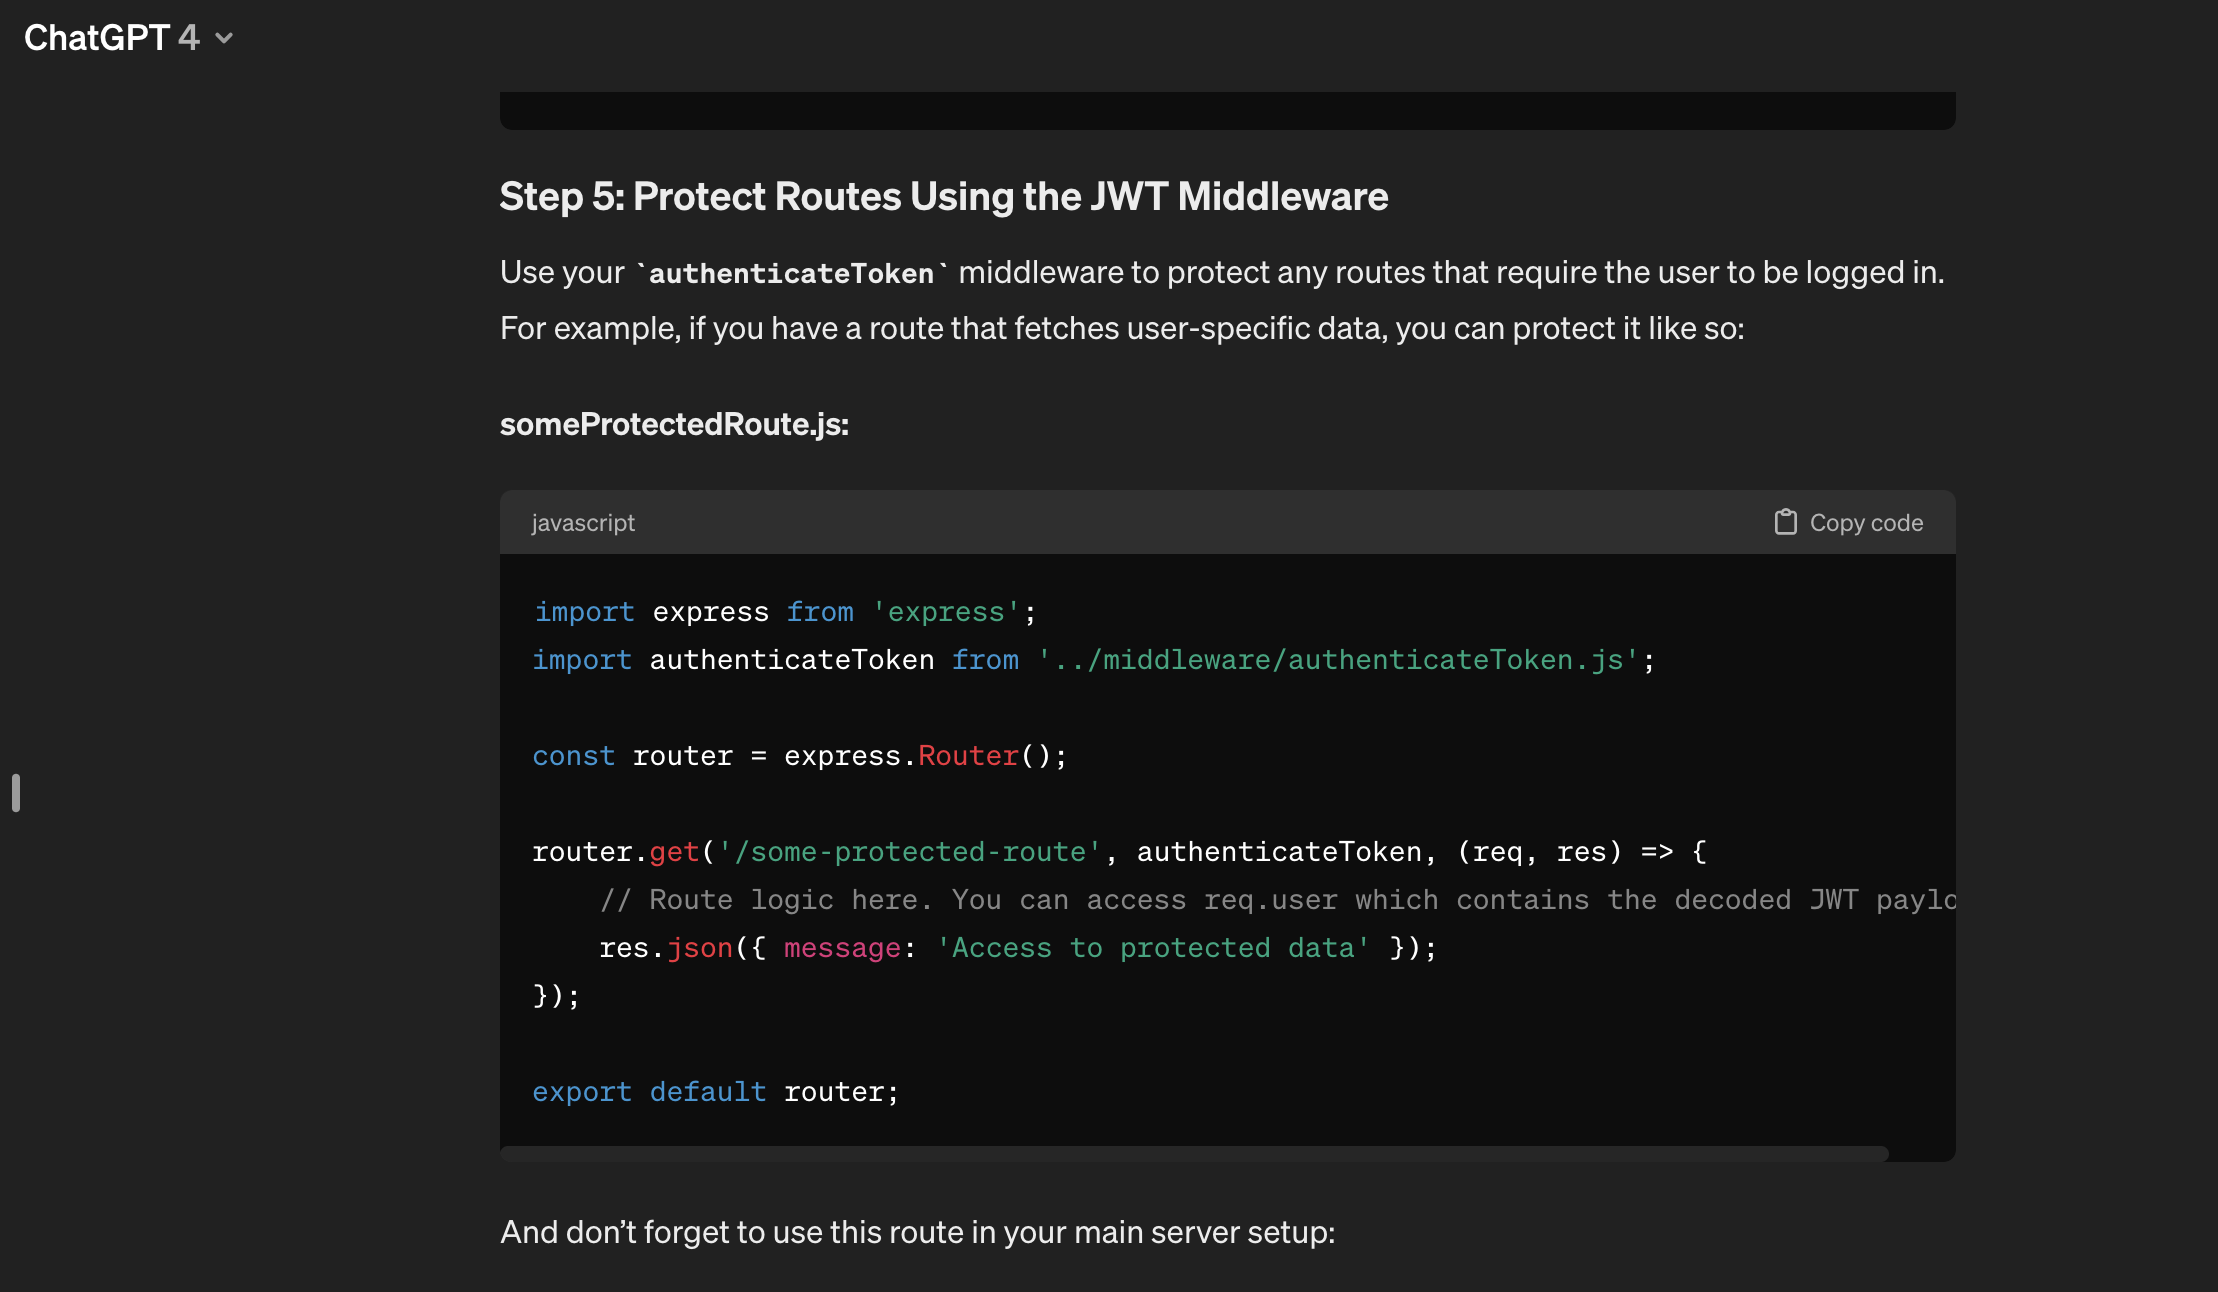 ChatGPT 4
Step 5: Protect Routes Using the JWT Middleware
Use your `authenticateToken` middleware to protect any routes that require the user to be logged in.
For example, if you have a route that fetches user-specific data, you can protect it like so:
someProtectedRoute.js:
javascript
Copy code
import express from 'express';
import authenticateToken from '../middleware/authenticateToken.js';
const router = express.Router();
router.get('/some-protected-route', authenticateToken, (req, res) => {
    // Route logic here. You can access req.user which contains the decoded JWT paylo
    res.json({ message: 'Access to protected data' });
});
export default router;
And don’t forget to use this route in your main server setup: